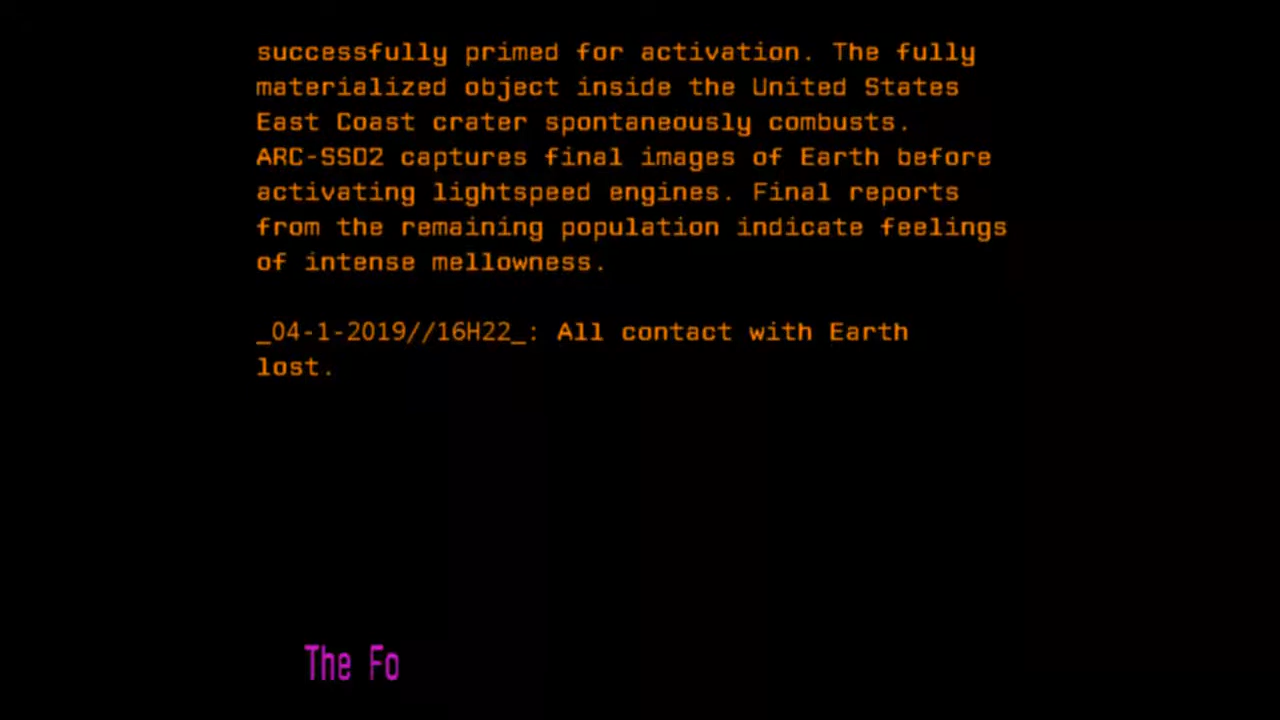 successfully primed for activation. The fully
materialized object inside the United States
East Coast crater spontaneously combusts.
ARC-SSD2 captures final images of Earth before
activating lightspeed engines. Final reports
from the remaining population indicate feelings
of intense mellowness.
_04-1-2019//16H22_: All contact with Earth
lost.
The Fo